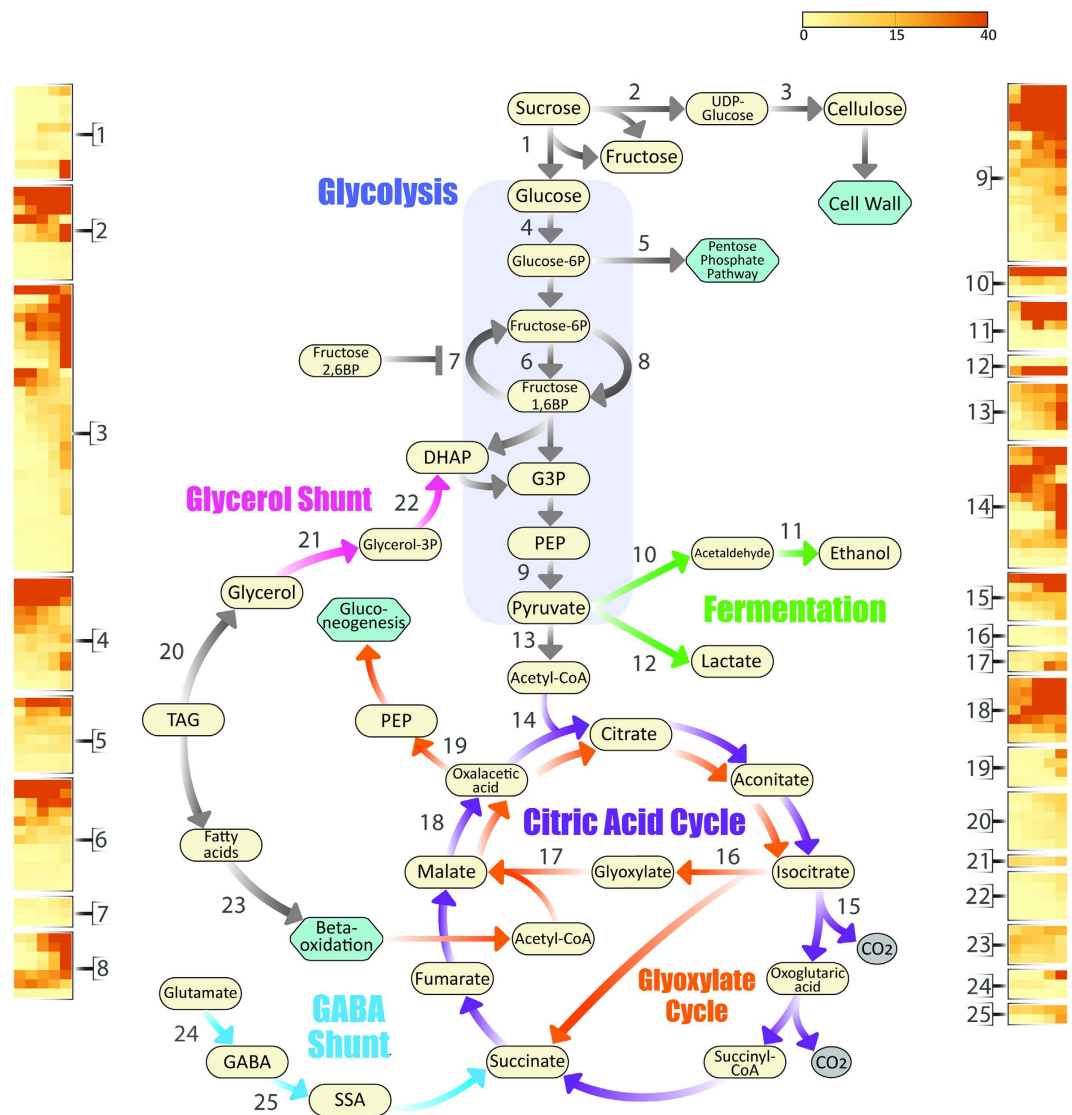 0 15 40
1
2
3
4
5
6
7
8
9
10
11
12
13
14
15
16
17
18
19
20
21
22
23
24
25
Sucrose
2
UDP-
Glucose
3
Cellulose
1
Fructose
Glycolysis
Glucose
Cell Wall
4
5
Glucose-6P
Pentose
Phosphate
Pathway
Fructose-6P
Fructose
2,6BP
7
6
8
Fructose
1,6BP
DHAP
G3P
Glycerol Shunt
22
21
Glycerol-3P
PEP
10
Acetaldehyde
11
Ethanol
9
Glycerol
Gluco-
neogenesis
Pyruvate
Fermentation
13
12
Lactate
20
Acetyl-CoA
TAG
PEP
14
Citrate
19
Oxalacetic
acid
Aconitate
18
Citric Acid Cycle
Fatty
acids
17
16
Malate
Glyoxylate
Isocitrate
23
15
Beta-
oxidation
Acetyl-CoA
CO2
Fumarate
Glyoxylate
Cycle
Oxoglutaric
acid
Glutamate
GABA
Shunt
24
GABA
Succinate
Succinyl-
CoA
CO2
25
SSA